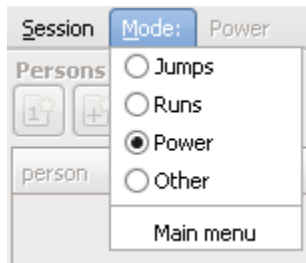 Session Mode: Power
Persons
Jumps
Runs
Power
person
Other
Main menu